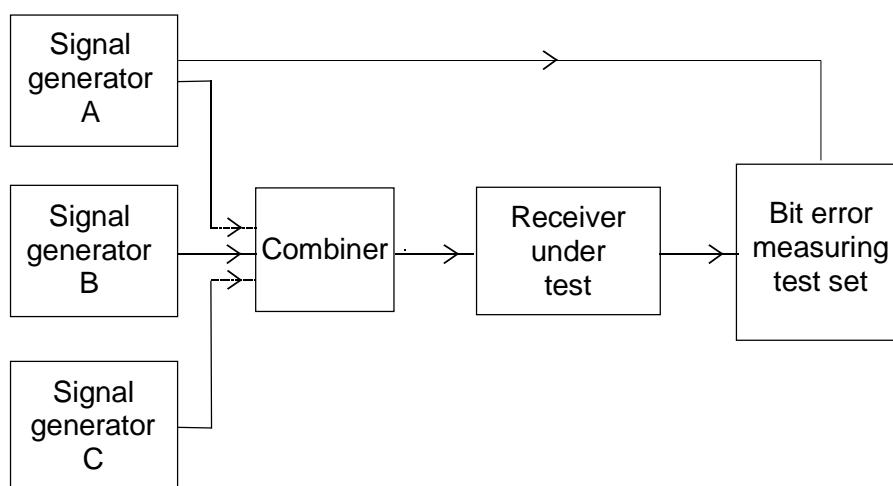 Signal
generator
A
Signal
generator
B
Signal
generator
C
Combiner
Receiver
under
test
Bit error
measuring
test set